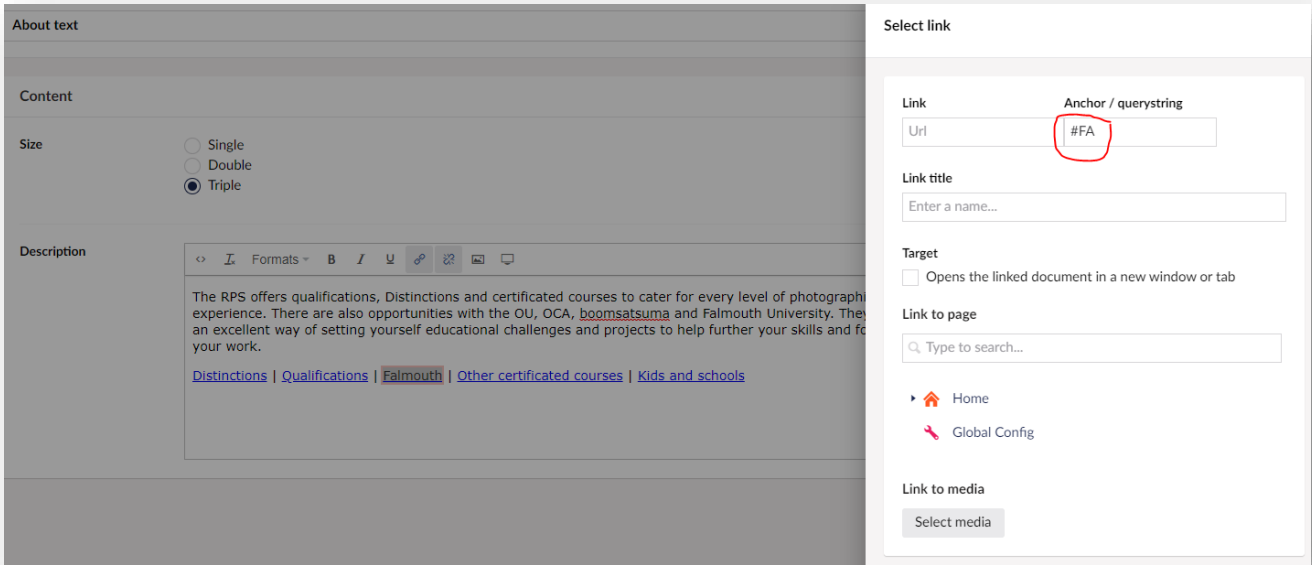 About text
Content
Size
Single
Double
Triple
Description
Formats
B I U
The RPS offers qualifications, Distinctions and certificated courses to cater for every level of photographi
experience. There are also opportunities with the OU, OCA, boomsatsuma and Falmouth University. They
an excellent way of setting yourself educational challenges and projects to help further your skills and fo
your work.
Distinctions | Qualifications | Falmouth | Other certificated courses | Kids and schools
Select link
Link
Anchor / querystring
Url
#FA
Link title
Enter a name...
Target
Opens the linked document in a new window or tab
Link to page
Type to search...
Home
Global Config
Link to media
Select media